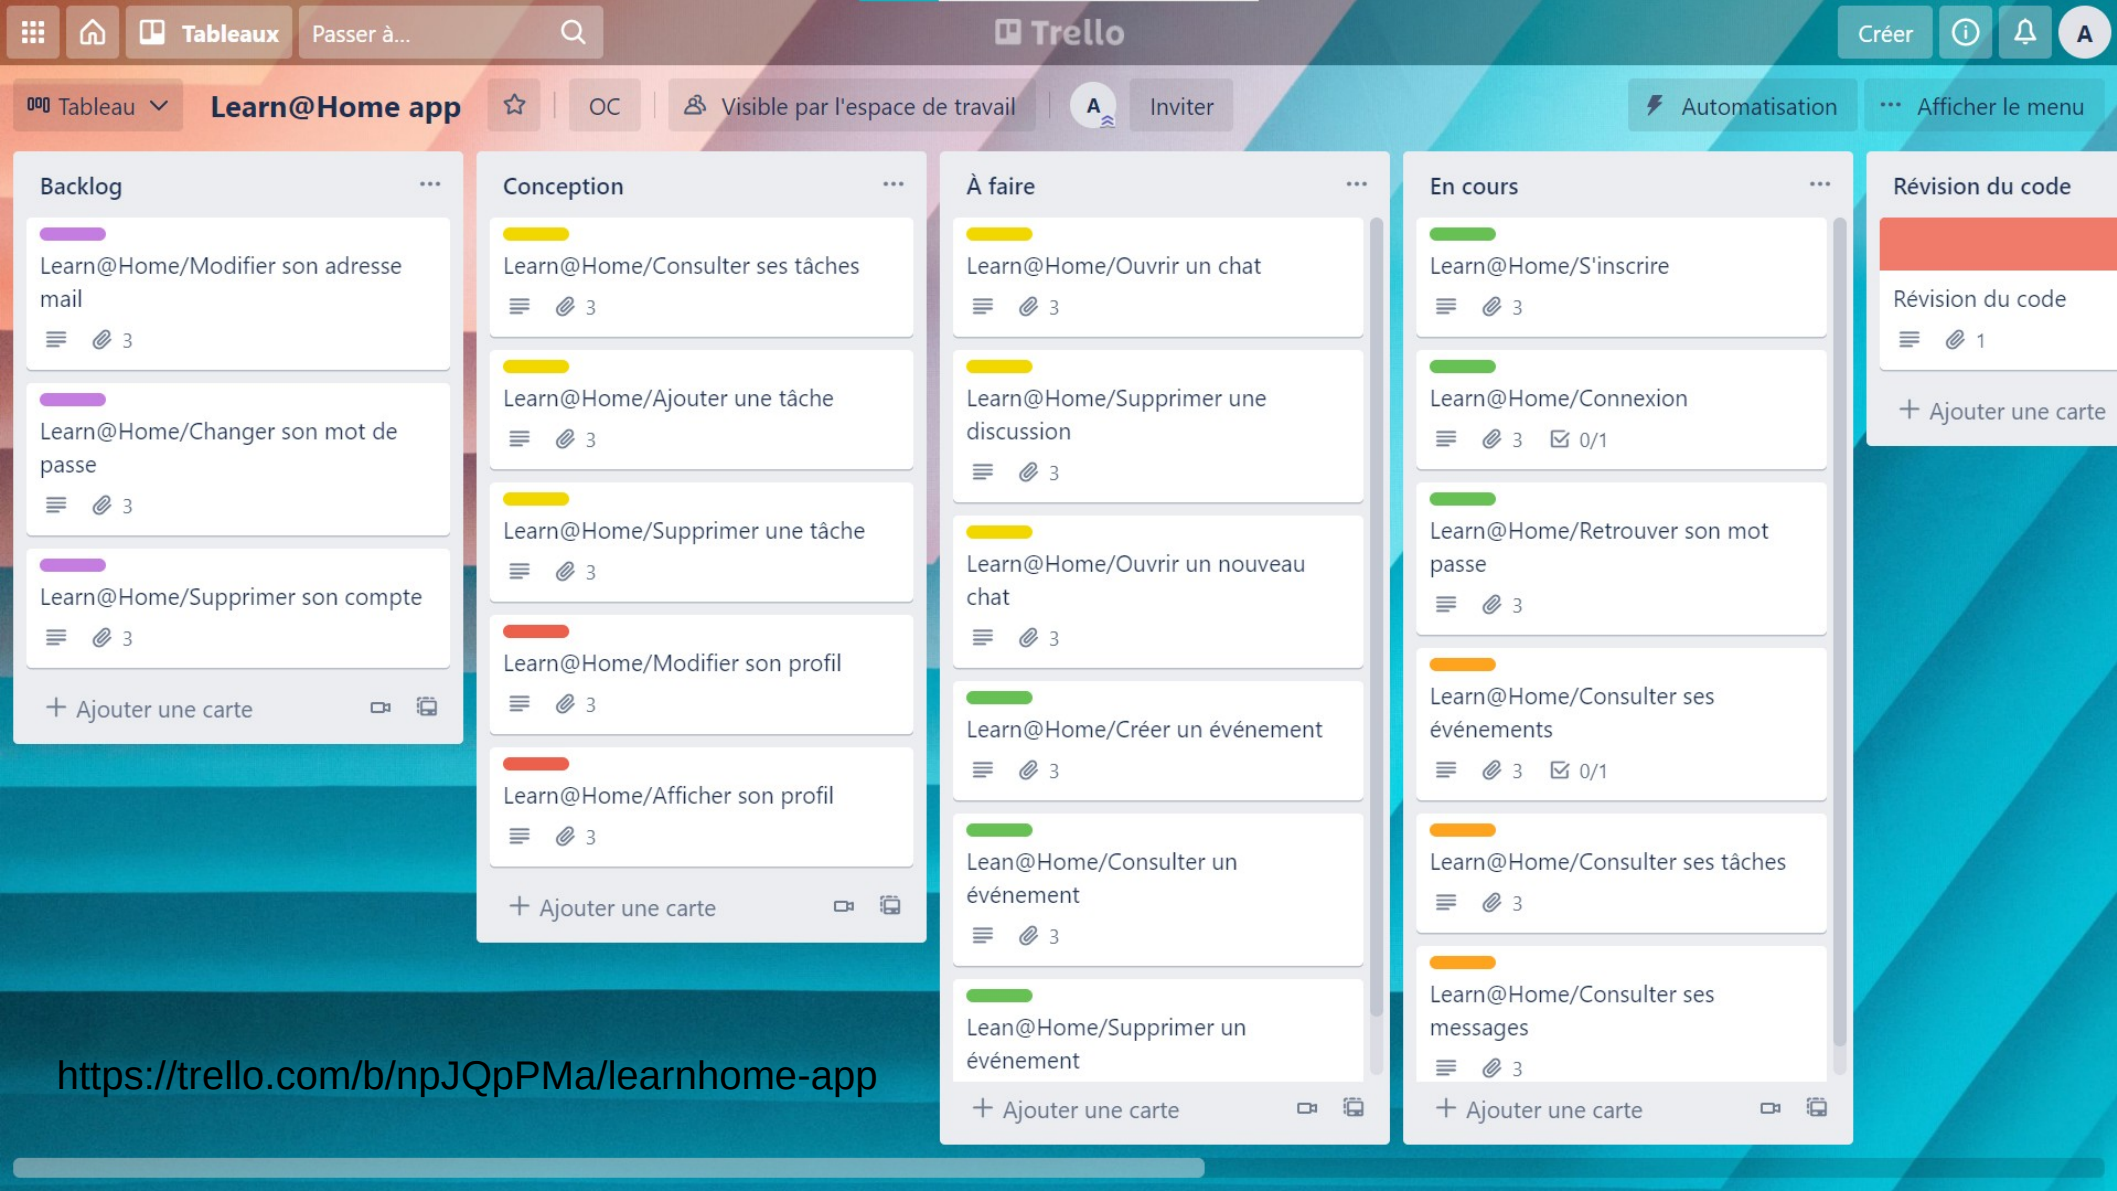 Tableaux
Passer à...
Trello
Créer
A
Tableau
Learn@Home app
OC
Visible par l'espace de travail
A
Inviter
Automatisation
Afficher le menu
Backlog
Learn@Home/Modifier son adresse
mail
3
Learn@Home/Changer son mot de
passe
3
Learn@Home/Supprimer son compte
3
Ajouter une carte
Conception
Learn@Home/Consulter ses tâches
3
Learn@Home/Ajouter une tâche
3
Learn@Home/Supprimer une tâche
3
Learn@Home/Modifier son profil
3
Learn@Home/Afficher son profil
3
Ajouter une carte
À faire
Learn@Home/Ouvrir un chat
3
Learn@Home/Supprimer une
discussion
3
Learn@Home/Ouvrir un nouveau
chat
3
Learn@Home/Créer un événement
3
Lean@Home/Consulter un
événement
3
Lean@Home/Supprimer un
événement
Ajouter une carte
En cours
Learn@Home/S'inscrire
3
Learn@Home/Connexion
3 0/1
Learn@Home/Retrouver son mot
passe
3
Learn@Home/Consulter ses
événements
3 0/1
Learn@Home/Consulter ses tâches
3
Learn@Home/Consulter ses
messages
3
Ajouter une carte
Révision du code
Révision du code
1
Ajouter une carte
https://trello.com/b/npJQpPMa/learnhome-app